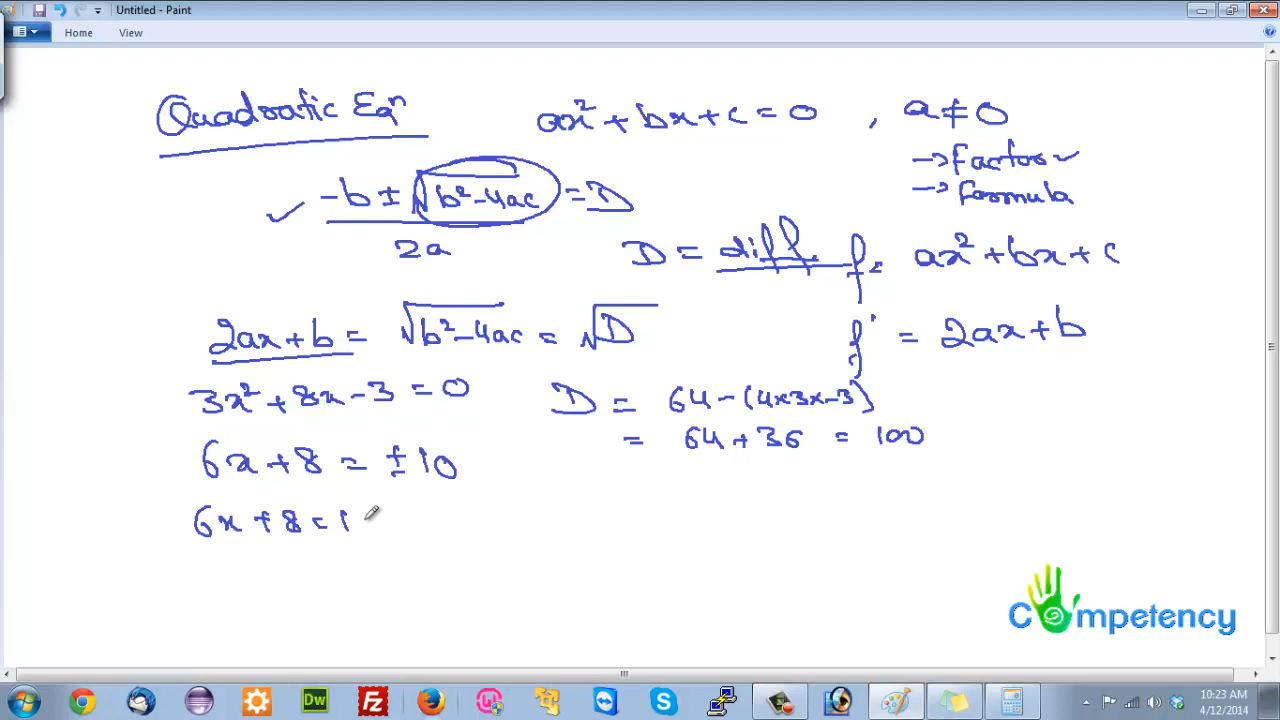 Untitled - Paint
Home View
Quadratic Eqn ax² + bx + c = 0 , a ≠ 0
→ factor ✓
→ formula
✓ -b ± √b²-4ac = D
2a
D = diff f. ax² + bx + c
2ax + b = √b²-4ac = √D
f' = 2ax + b
3x² + 8x - 3 = 0 D = 64 - (4x3x-3)
= 64 + 36 = 100
6x + 8 = ± 10
6x + 8 = 1
Competency
Dw
10:23 AM
4/12/2014